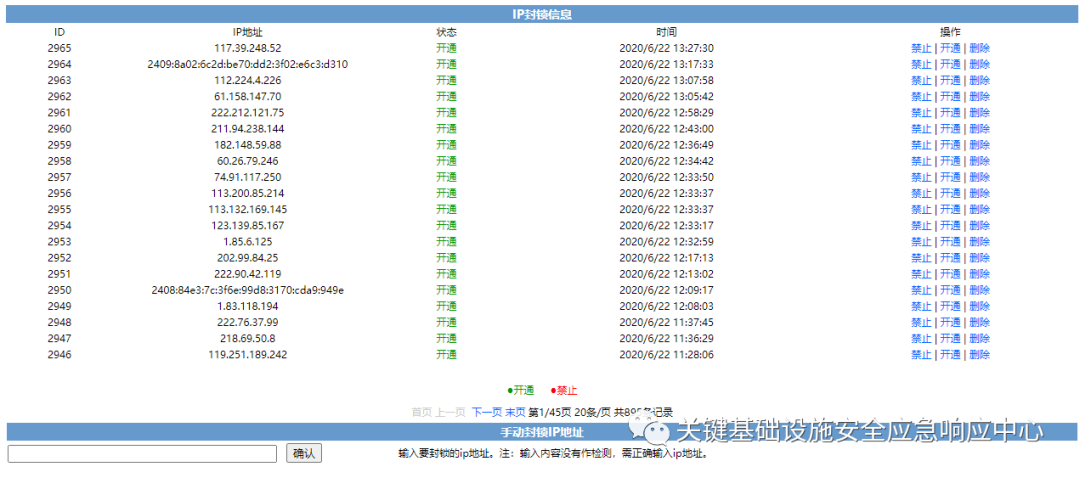 IP封锁信息
ID IP地址 状态 时间 操作
2965 117.39.248.52 开通 2020/6/22 13:27:30 禁止 | 开通 | 删除
2964 2409:8a02:6c2d:be70:dd2:3f02:e6c3:d310 开通 2020/6/22 13:17:33 禁止 | 开通 | 删除
2963 112.224.4.226 开通 2020/6/22 13:07:58 禁止 | 开通 | 删除
2962 61.158.147.70 开通 2020/6/22 13:05:42 禁止 | 开通 | 删除
2961 222.212.121.75 开通 2020/6/22 12:58:29 禁止 | 开通 | 删除
2960 211.94.238.144 开通 2020/6/22 12:43:00 禁止 | 开通 | 删除
2959 182.148.59.88 开通 2020/6/22 12:36:49 禁止 | 开通 | 删除
2958 60.26.79.246 开通 2020/6/22 12:34:42 禁止 | 开通 | 删除
2957 74.91.117.250 开通 2020/6/22 12:33:50 禁止 | 开通 | 删除
2956 113.200.85.214 开通 2020/6/22 12:33:37 禁止 | 开通 | 删除
2955 113.132.169.145 开通 2020/6/22 12:33:37 禁止 | 开通 | 删除
2954 123.139.85.167 开通 2020/6/22 12:33:17 禁止 | 开通 | 删除
2953 1.85.6.125 开通 2020/6/22 12:32:59 禁止 | 开通 | 删除
2952 202.99.84.25 开通 2020/6/22 12:17:13 禁止 | 开通 | 删除
2951 222.90.42.119 开通 2020/6/22 12:13:02 禁止 | 开通 | 删除
2950 2408:84e3:7c:3f6e:99d8:3170:cda9:949e 开通 2020/6/22 12:09:17 禁止 | 开通 | 删除
2949 1.83.118.194 开通 2020/6/22 12:08:03 禁止 | 开通 | 删除
2948 222.76.37.99 开通 2020/6/22 11:37:45 禁止 | 开通 | 删除
2947 218.69.50.8 开通 2020/6/22 11:36:29 禁止 | 开通 | 删除
2946 119.251.189.242 开通 2020/6/22 11:28:06 禁止 | 开通 | 删除
●开通 ●禁止
首页 上一页 下一页 末页 第1/45页 20条/页 记录
手动封锁IP地址
关键基础设施安全应急响应中心
确认 输入要封锁的ip地址。注：输入内容没有作检测，需正确输入ip地址。